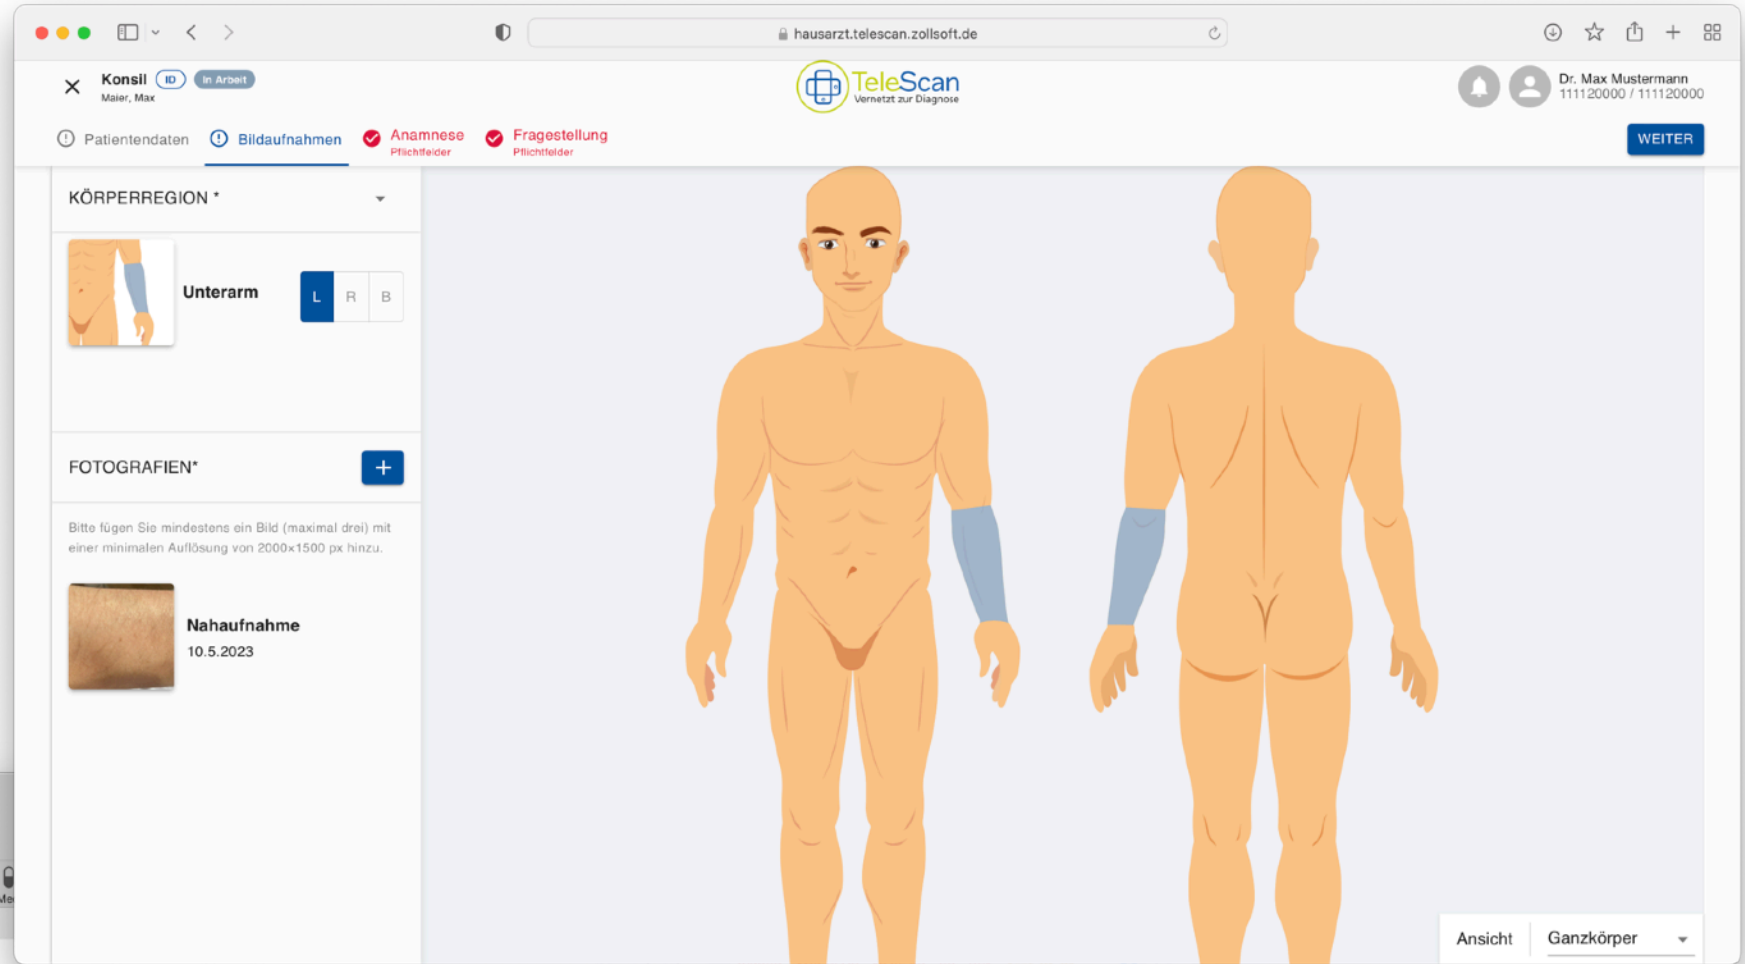 hausarzt.telescan.zollsoft.de
Konsil ID In Arbeit
Maier, Max
TeleScan
Vernetzt zur Diagnose
Dr. Max Mustermann
111120000 / 111120000
Patientendaten
Bildaufnahmen
Anamnese
Pflichtfelder
Fragestellung
Pflichtfelder
WEITER
KÖRPERREGION *
Unterarm
L R B
FOTOGRAFIEN*
Bitte fügen Sie mindestens ein Bild (maximal drei) mit
einer minimalen Auflösung von 2000×1500 px hinzu.
Nahaufnahme
10.5.2023
Ansicht Ganzkörper